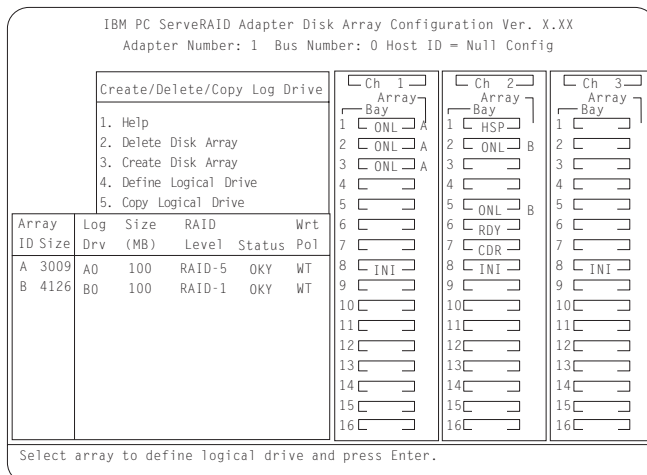 IBM PC ServeRAID Adapter Disk Array Configuration Ver. X.XX
Adapter Number: 1 Bus Number: 0 Host ID = Null Config
Create/Delete/Copy Log Drive
1. Help
2. Delete Disk Array
3. Create Disk Array
4. Define Logical Drive
5. Copy Logical Drive
Array Log Size RAID Wrt
ID Size Drv (MB) Level Status Pol
A 3009 A0 100 RAID-5 OKY WT
B 4126 B0 100 RAID-1 OKY WT
Ch 1
Array
Bay
1 ONL A
2 ONL A
3 ONL A
4
5
6
7
8 INI
9
10
11
12
13
14
15
16
Ch 2
Array
Bay
1 HSP
2 ONL B
3
4
5 ONL B
6 RDY
7 CDR
8 INI
9
10
11
12
13
14
15
16
Ch 3
Array
Bay
1
2
3
4
5
6
7
8 INI
9
10
11
12
13
14
15
16
Select array to define logical drive and press Enter.